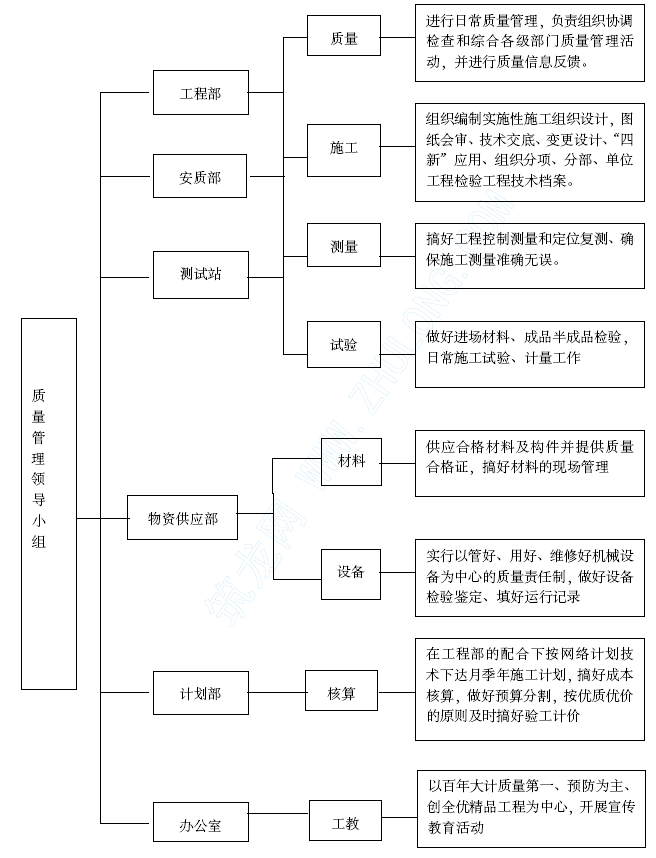 质量管理领导小组
工程部
安质部
测试站
物资供应部
计划部
办公室
质量
进行日常质量管理，负责组织协调
检查和综合各级部门质量管理活
动，并进行质量信息反馈。
施工
组织编制实施性施工组织设计，图
纸会审、技术交底、变更设计、“四
新”应用、组织分项、分部、单位
工程检验工程技术档案。
测量
搞好工程控制测量和定位复测、确
保施工测量准确无误。
试验
做好进场材料、成品半成品检验，
日常施工试验、计量工作
材料
供应合格材料及构件并提供质量
合格证，搞好材料的现场管理
设备
实行以管好、用好、维修好机械设
备为中心的质量责任制，做好设备
检验鉴定、填好运行记录
核算
在工程部的配合下按网络计划技
术下达月季年施工计划，搞好成本
核算，做好预算分割，按优质优价
的原则及时搞好验工计价
工教
以百年大计质量第一、预防为主、
创全优精品工程为中心，开展宣传
教育活动
筑龙网 WWW.ZHULONG.COM